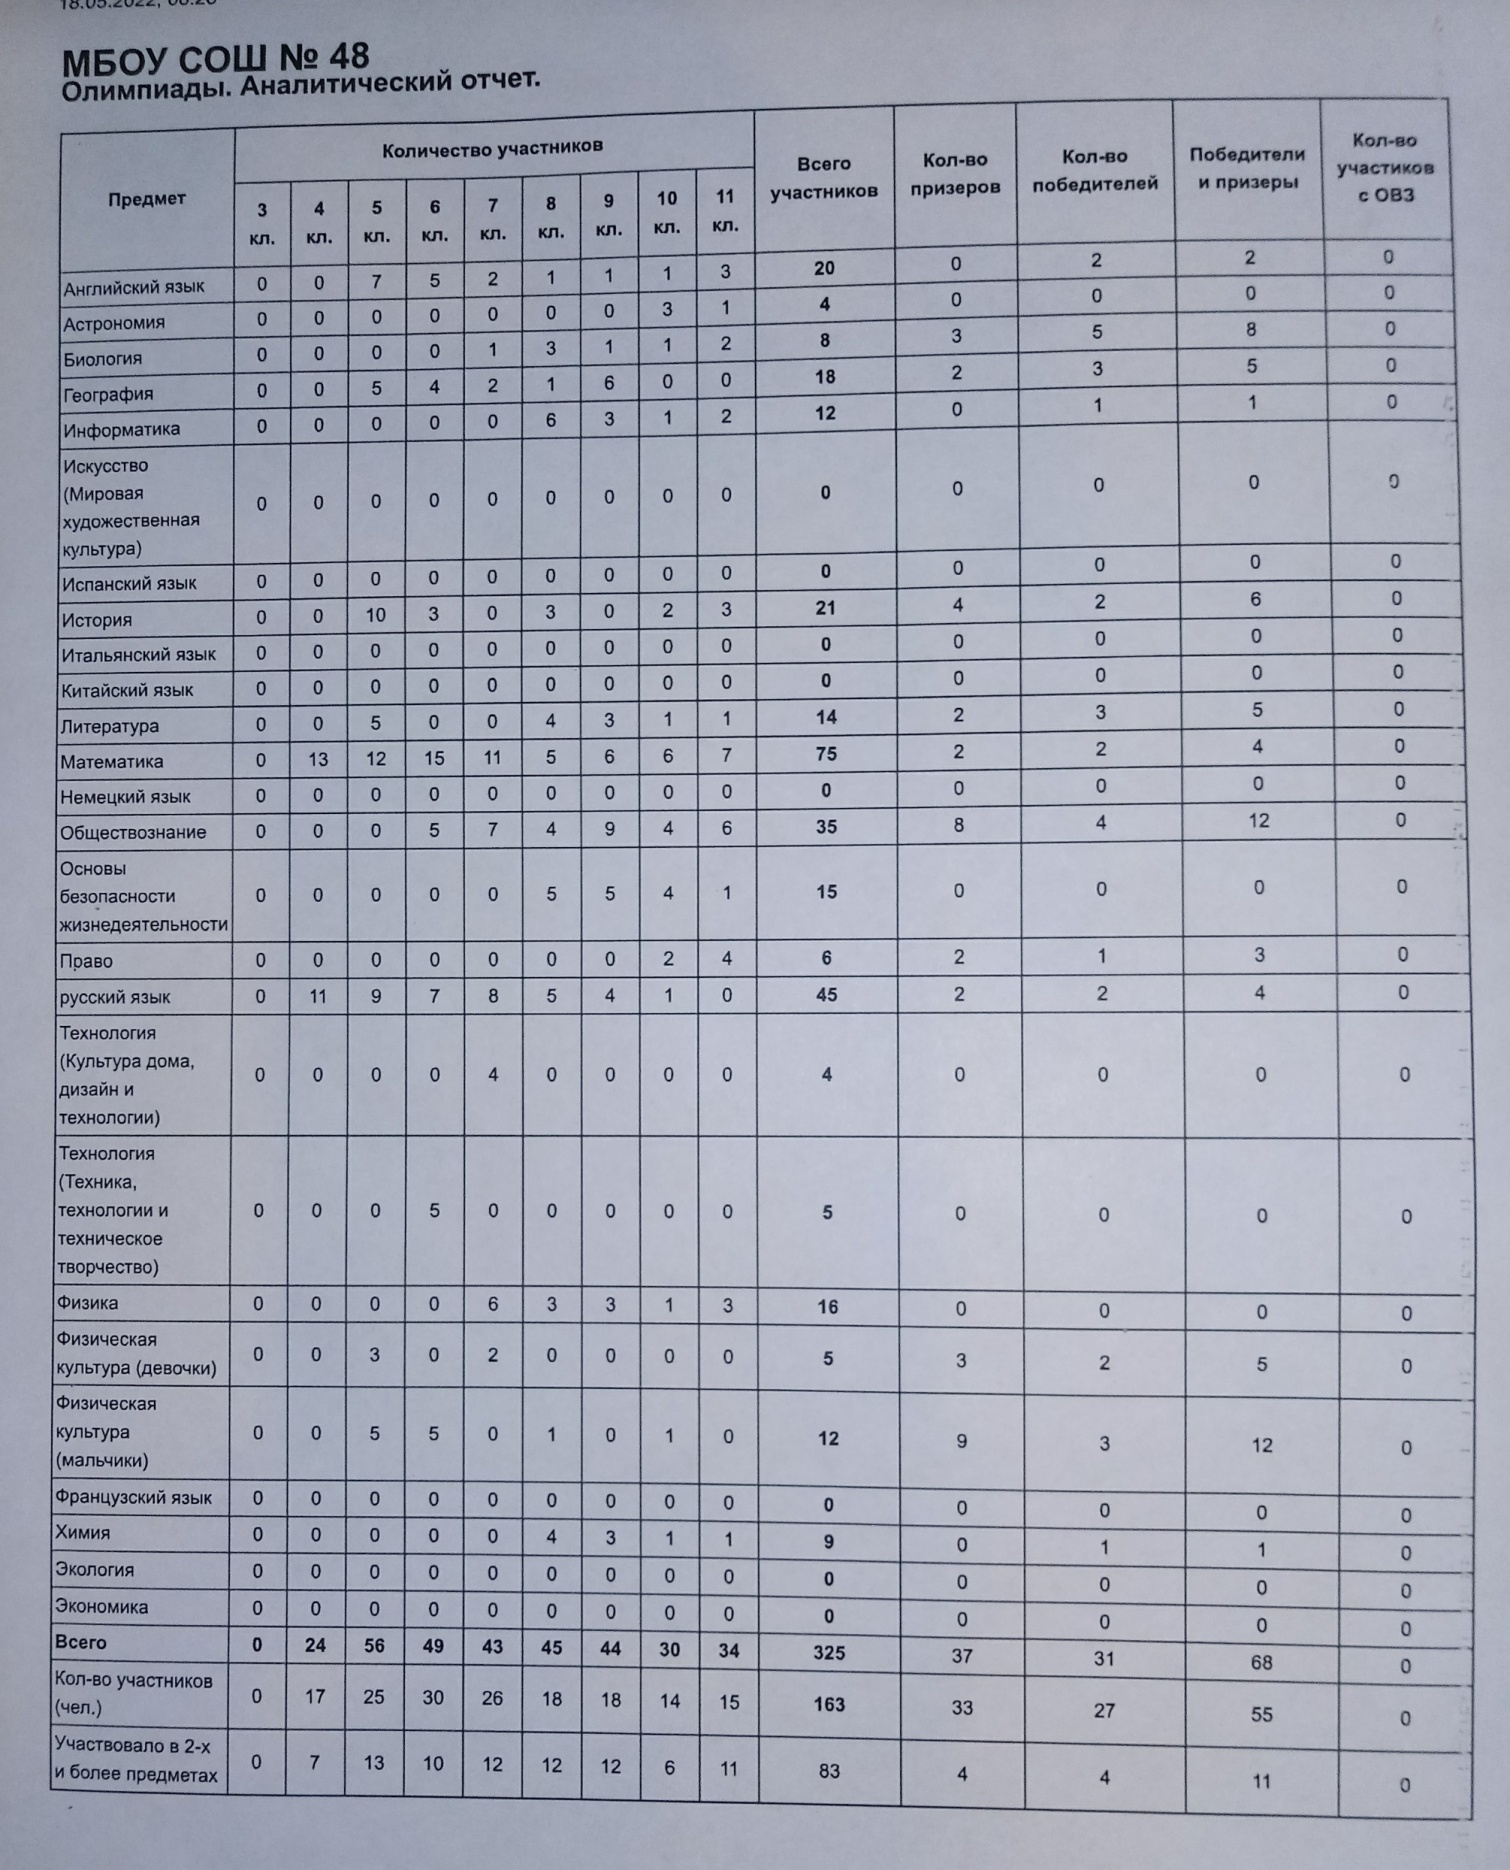 18.05.2022, 08:20
МБОУ СОШ № 48
Олимпиады. Аналитический отчет.
Предмет
Количество участников
Всего участников
Кол-во призеров
Кол-во победителей
Победители и призеры
Кол-во участиков с ОВЗ
3 кл. 4 кл. 5 кл. 6 кл. 7 кл. 8 кл. 9 кл. 10 кл. 11 кл.
Английский язык 0 0 7 5 2 1 1 1 3 20 0 2 2 0
Астрономия 0 0 0 0 0 0 0 3 1 4 0 0 0 0
Биология 0 0 0 0 1 3 1 1 2 8 3 5 8 0
География 0 0 5 4 2 1 6 0 0 18 2 3 5 0
Информатика 0 0 0 0 0 6 3 1 2 12 0 1 1 0
Искусство
(Мировая
художественная
культура) 0 0 0 0 0 0 0 0 0 0 0 0 0 0
Испанский язык 0 0 0 0 0 0 0 0 0 0 0 0 0 0
История 0 0 10 3 0 3 0 2 3 21 4 2 6 0
Итальянский язык 0 0 0 0 0 0 0 0 0 0 0 0 0 0
Китайский язык 0 0 0 0 0 0 0 0 0 0 0 0 0 0
Литература 0 0 5 0 0 4 3 1 1 14 2 3 5 0
Математика 0 13 12 15 11 5 6 6 7 75 2 2 4 0
Немецкий язык 0 0 0 0 0 0 0 0 0 0 0 0 0 0
Обществознание 0 0 0 5 7 4 9 4 6 35 8 4 12 0
Основы
безопасности
жизнедеятельности 0 0 0 0 0 5 5 4 1 15 0 0 0 0
Право 0 0 0 0 0 0 0 2 4 6 2 1 3 0
русский язык 0 11 9 7 8 5 4 1 0 45 2 2 4 0
Технология
(Культура дома,
дизайн и
технологии) 0 0 0 0 4 0 0 0 0 4 0 0 0 0
Технология
(Техника,
технологии и
техническое
творчество) 0 0 0 5 0 0 0 0 0 5 0 0 0 0
Физика 0 0 0 0 6 3 3 1 3 16 0 0 0 0
Физическая
культура (девочки) 0 0 3 0 2 0 0 0 0 5 3 2 5 0
Физическая
культура
(мальчики) 0 0 5 5 0 1 0 1 0 12 9 3 12 0
Французский язык 0 0 0 0 0 0 0 0 0 0 0 0 0 0
Химия 0 0 0 0 0 4 3 1 1 9 0 1 1 0
Экология 0 0 0 0 0 0 0 0 0 0 0 0 0 0
Экономика 0 0 0 0 0 0 0 0 0 0 0 0 0 0
Всего 0 24 56 49 43 45 44 30 34 325 37 31 68 0
Кол-во участников
(чел.) 0 17 25 30 26 18 18 14 15 163 33 27 55 0
Участвовало в 2-х
и более предметах 0 7 13 10 12 12 12 6 11 83 4 4 11 0